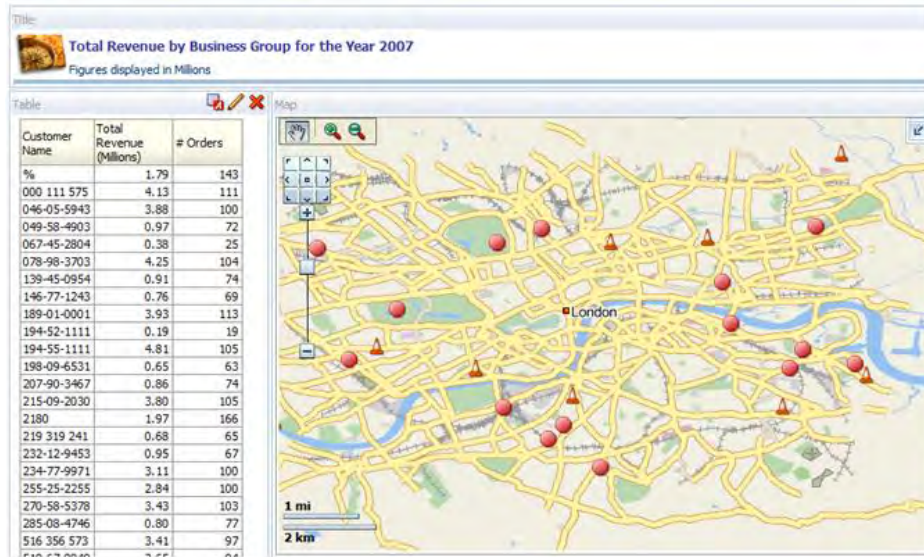 Title
Total Revenue by Business Group for the Year 2007
Figures displayed in Millions
Table
Customer Name Total Revenue (Millions) # Orders
% 1.79 143
000 111 575 4.13 111
046-05-5943 3.88 100
049-58-4903 0.97 72
067-45-2804 0.38 25
078-98-3703 4.25 104
139-45-0954 0.91 74
146-77-1243 0.76 69
189-01-0001 3.93 113
194-52-1111 0.19 19
194-55-1111 4.81 105
198-09-6531 0.65 63
207-90-3467 0.86 74
215-09-2030 3.80 105
2180 1.97 166
219 319 241 0.68 65
232-12-9453 0.95 67
234-77-9971 3.11 100
255-25-2255 2.84 100
270-58-5378 3.43 103
285-08-4746 0.80 77
516 356 573 3.41 97
Map
London
1 mi
2 km